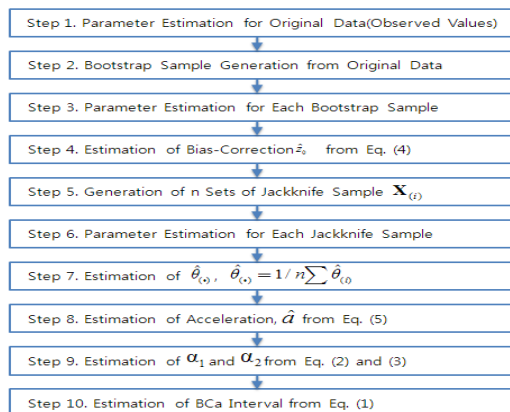 Step 1. Parameter Estimation for Original Data(Observed Values)
Step 2. Bootstrap Sample Generation from Original Data
Step 3. Parameter Estimation for Each Bootstrap Sample
Step 4. Estimation of Bias-Correction ẑ₀ from Eq. (4)
Step 5. Generation of n Sets of Jackknife Sample X₍ᵢ₎
Step 6. Parameter Estimation for Each Jackknife Sample
Step 7. Estimation of θ̂₍•₎, θ̂₍•₎ = 1/n∑ θ̂₍ᵢ₎
Step 8. Estimation of Acceleration, â from Eq. (5)
Step 9. Estimation of α₁ and α₂ from Eq. (2) and (3)
Step 10. Estimation of BCa Interval from Eq. (1)